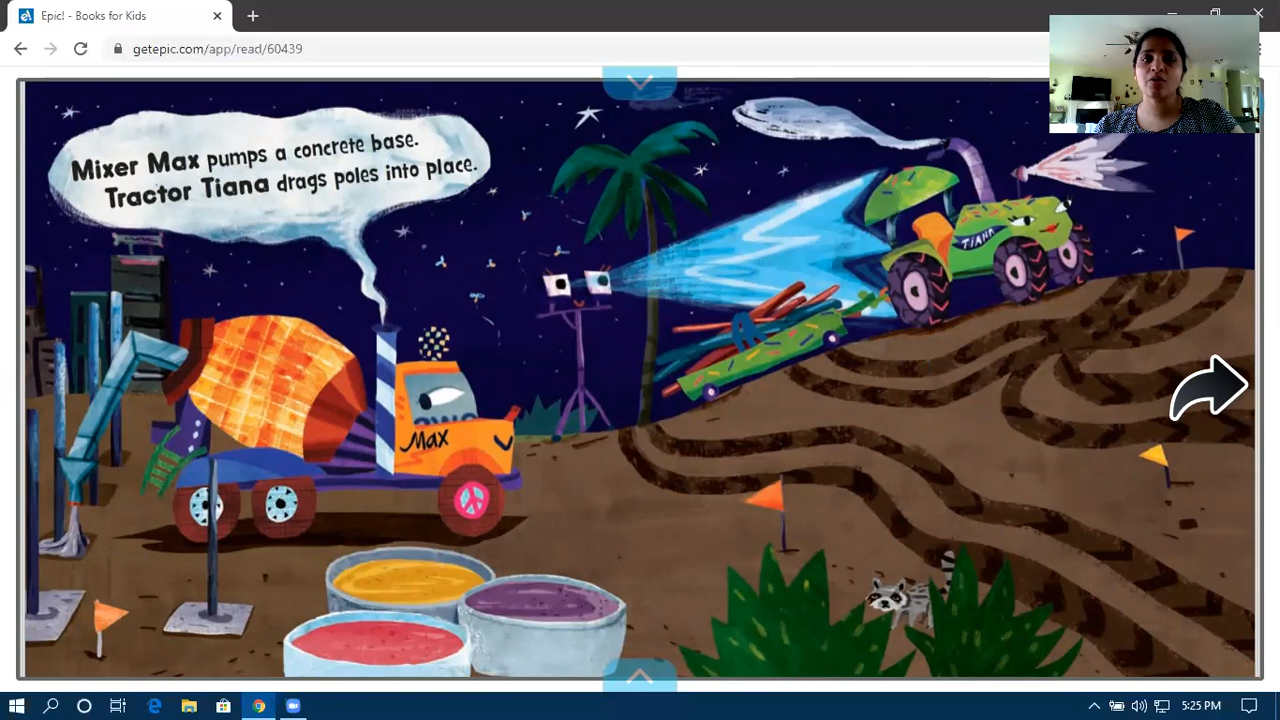 Epic! - Books for Kids
getepic.com/app/read/60439
Mixer Max pumps a concrete base.
Tractor Tiana drags poles into place.
TIANA
Max
5:25 PM